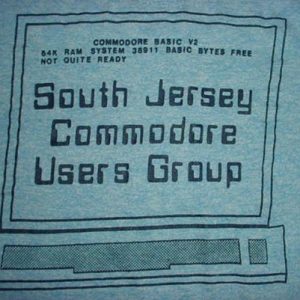 COMMODORE BASIC V2
64K RAM SYSTEM 38911 BASIC BYTES FREE
NOT QUITE READY
South Jersey
Commodore
Users Group